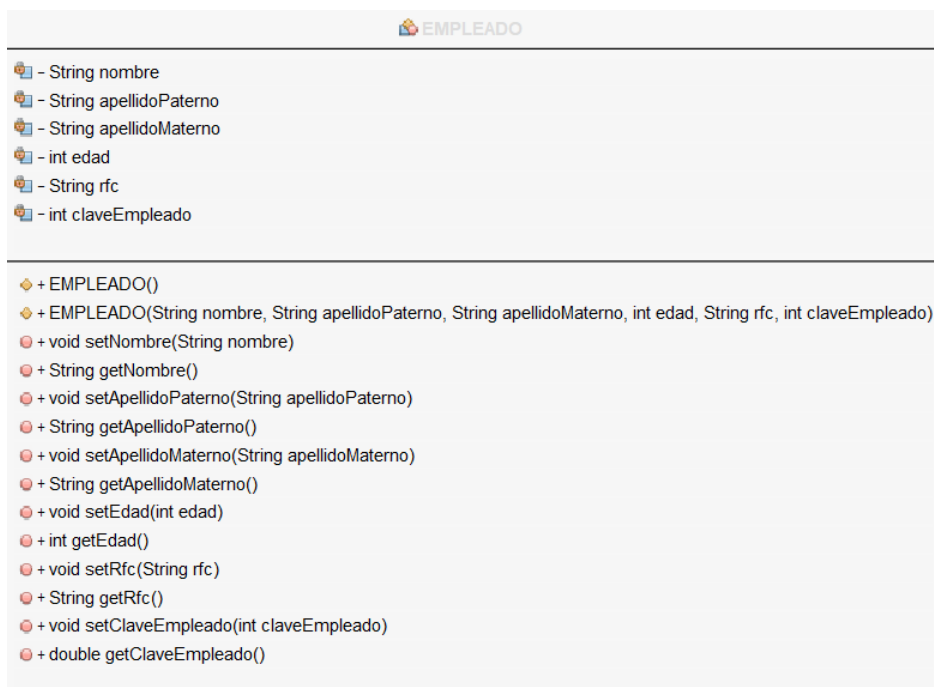 EMPLEADO
- String nombre
- String apellidoPaterno
- String apellidoMaterno
- int edad
- String rfc
- int claveEmpleado
+ EMPLEADO()
+ EMPLEADO(String nombre, String apellidoPaterno, String apellidoMaterno, int edad, String rfc, int claveEmpleado)
+ void setNombre(String nombre)
+ String getNombre()
+ void setApellidoPaterno(String apellidoPaterno)
+ String getApellidoPaterno()
+ void setApellidoMaterno(String apellidoMaterno)
+ String getApellidoMaterno()
+ void setEdad(int edad)
+ int getEdad()
+ void setRfc(String rfc)
+ String getRfc()
+ void setClaveEmpleado(int claveEmpleado)
+ double getClaveEmpleado()